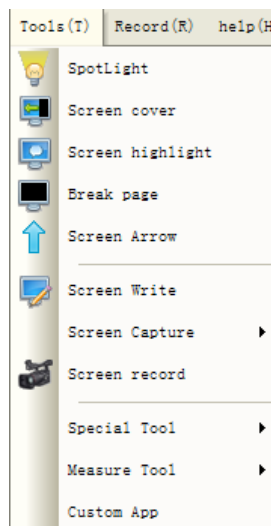 Tools(T) Record(R) help(H
SpotLight
Screen cover
Screen highlight
Break page
Screen Arrow
Screen Write
Screen Capture
Screen record
Special Tool
Measure Tool
Custom App